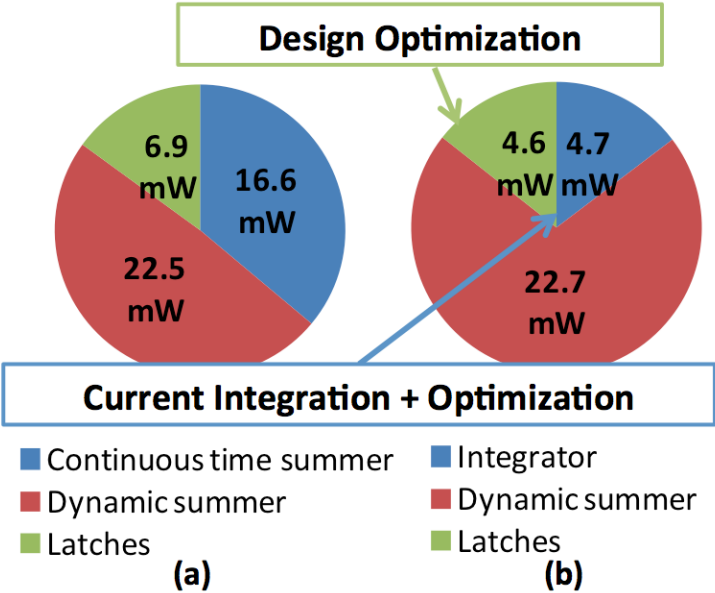 Design Optimization
6.9
mW
16.6
mW
22.5
mW
4.6
mW
4.7
mW
22.7
mW
Current Integration + Optimization
Continuous time summer
Dynamic summer
Latches
(a)
Integrator
Dynamic summer
Latches
(b)